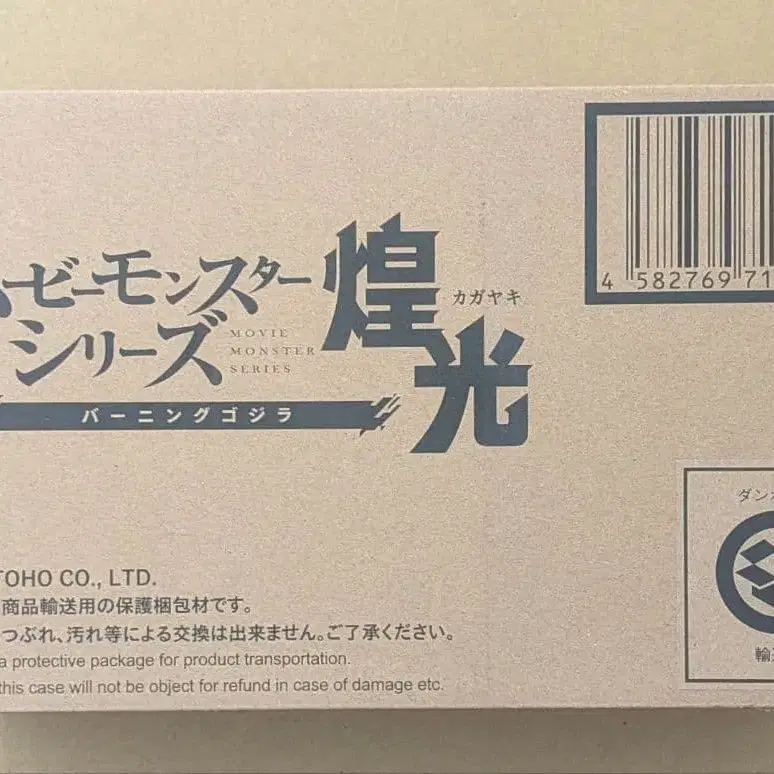 ゼーモンスター
シリーズ
MOVIE
MONSTER
SERIES
煌光
カガヤキ
バーニングゴジラ
4 582769 71
TOHO CO., LTD.
商品輸送用の保護梱包材です。
つぶれ、汚れ等による交換は出来ません。ご了承ください。
a protective package for product transportation.
this case will not be object for refund in case of damage etc.
ダン
輸